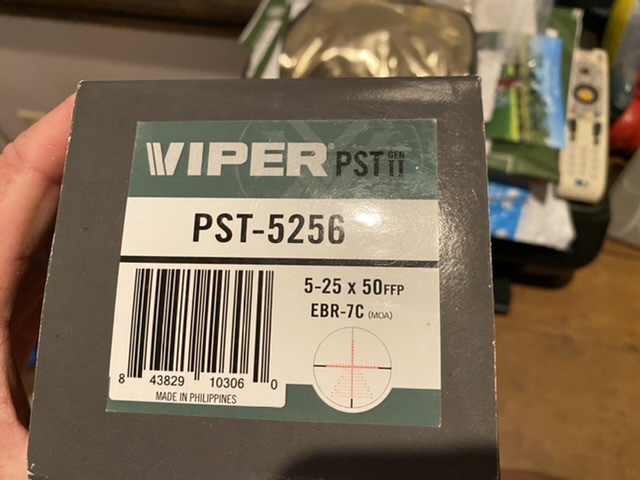 VIPER® PST GEN II
PST-5256
5-25 x 50 FFP
EBR-7C (MOA)
8 43829 10306 0
MADE IN PHILIPPINES